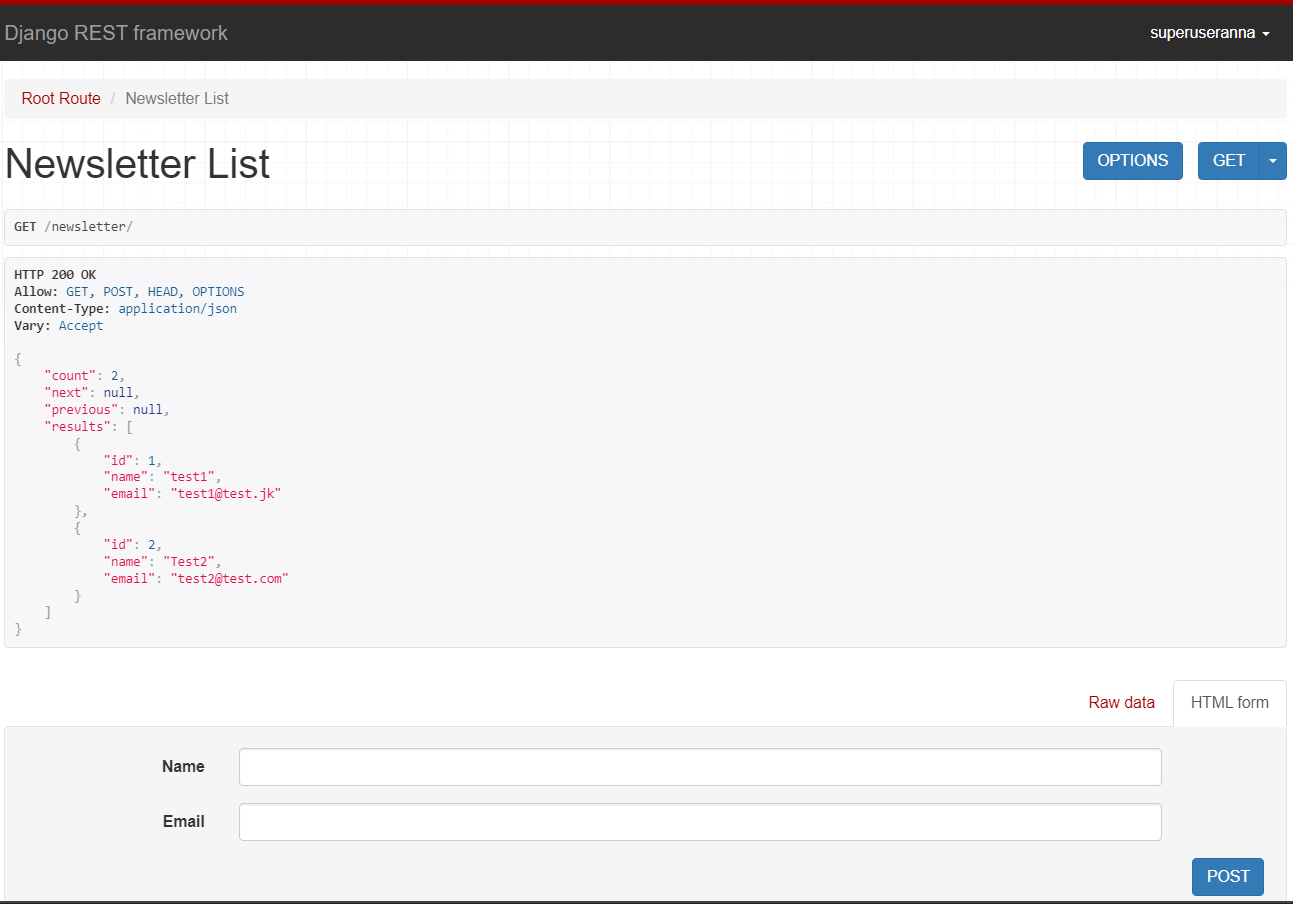 Django REST framework
superuseranna
Root Route / Newsletter List
Newsletter List
OPTIONS
GET
GET /newsletter/
HTTP 200 OK
Allow: GET, POST, HEAD, OPTIONS
Content-Type: application/json
Vary: Accept
{
    "count": 2,
    "next": null,
    "previous": null,
    "results": [
        {
            "id": 1,
            "name": "test1",
            "email": "test1@test.jk"
        },
        {
            "id": 2,
            "name": "Test2",
            "email": "test2@test.com"
        }
    ]
}
Raw data
HTML form
Name
Email
POST